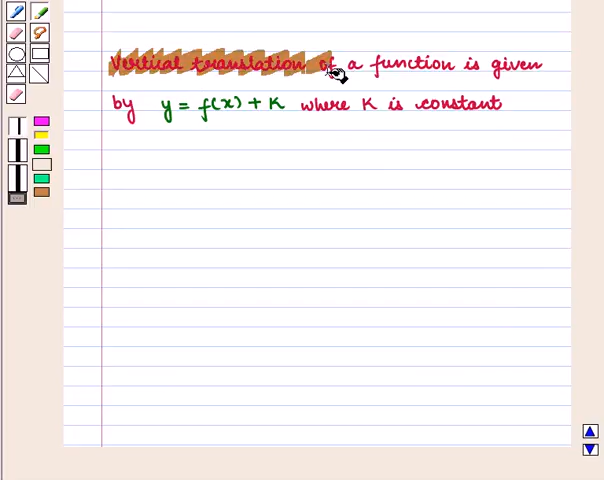 Vertical translation of a function is given
by y = f(x) + K where K is constant